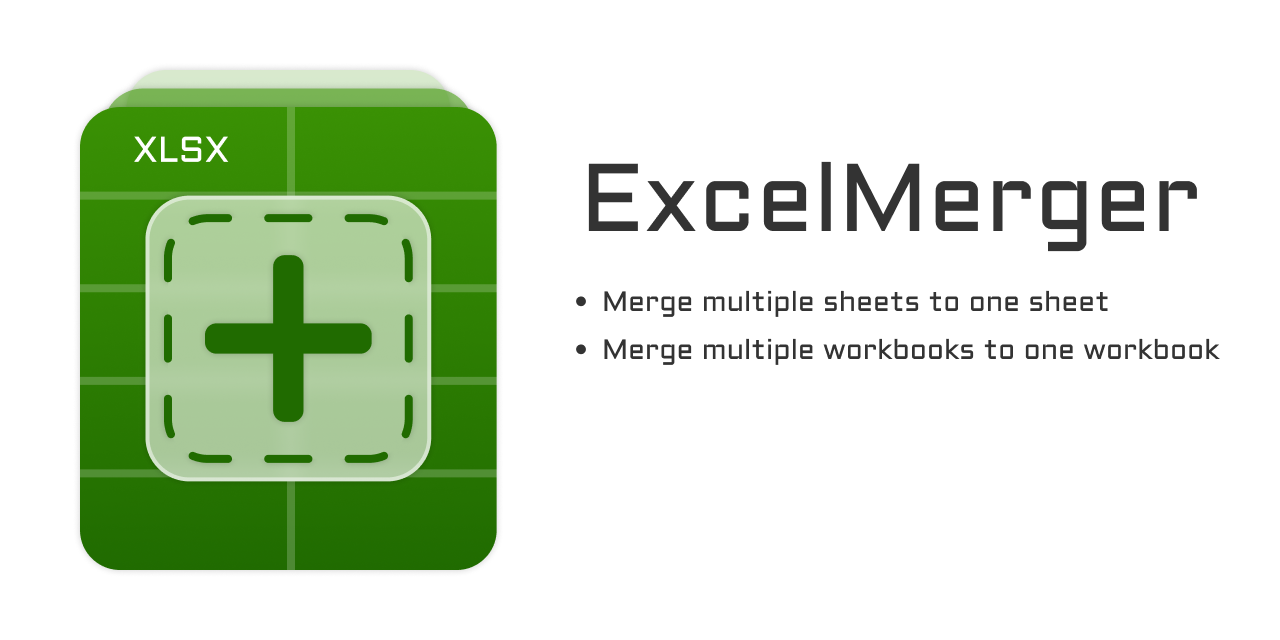 XLSX
ExcelMerger
• Merge multiple sheets to one sheet
• Merge multiple workbooks to one workbook